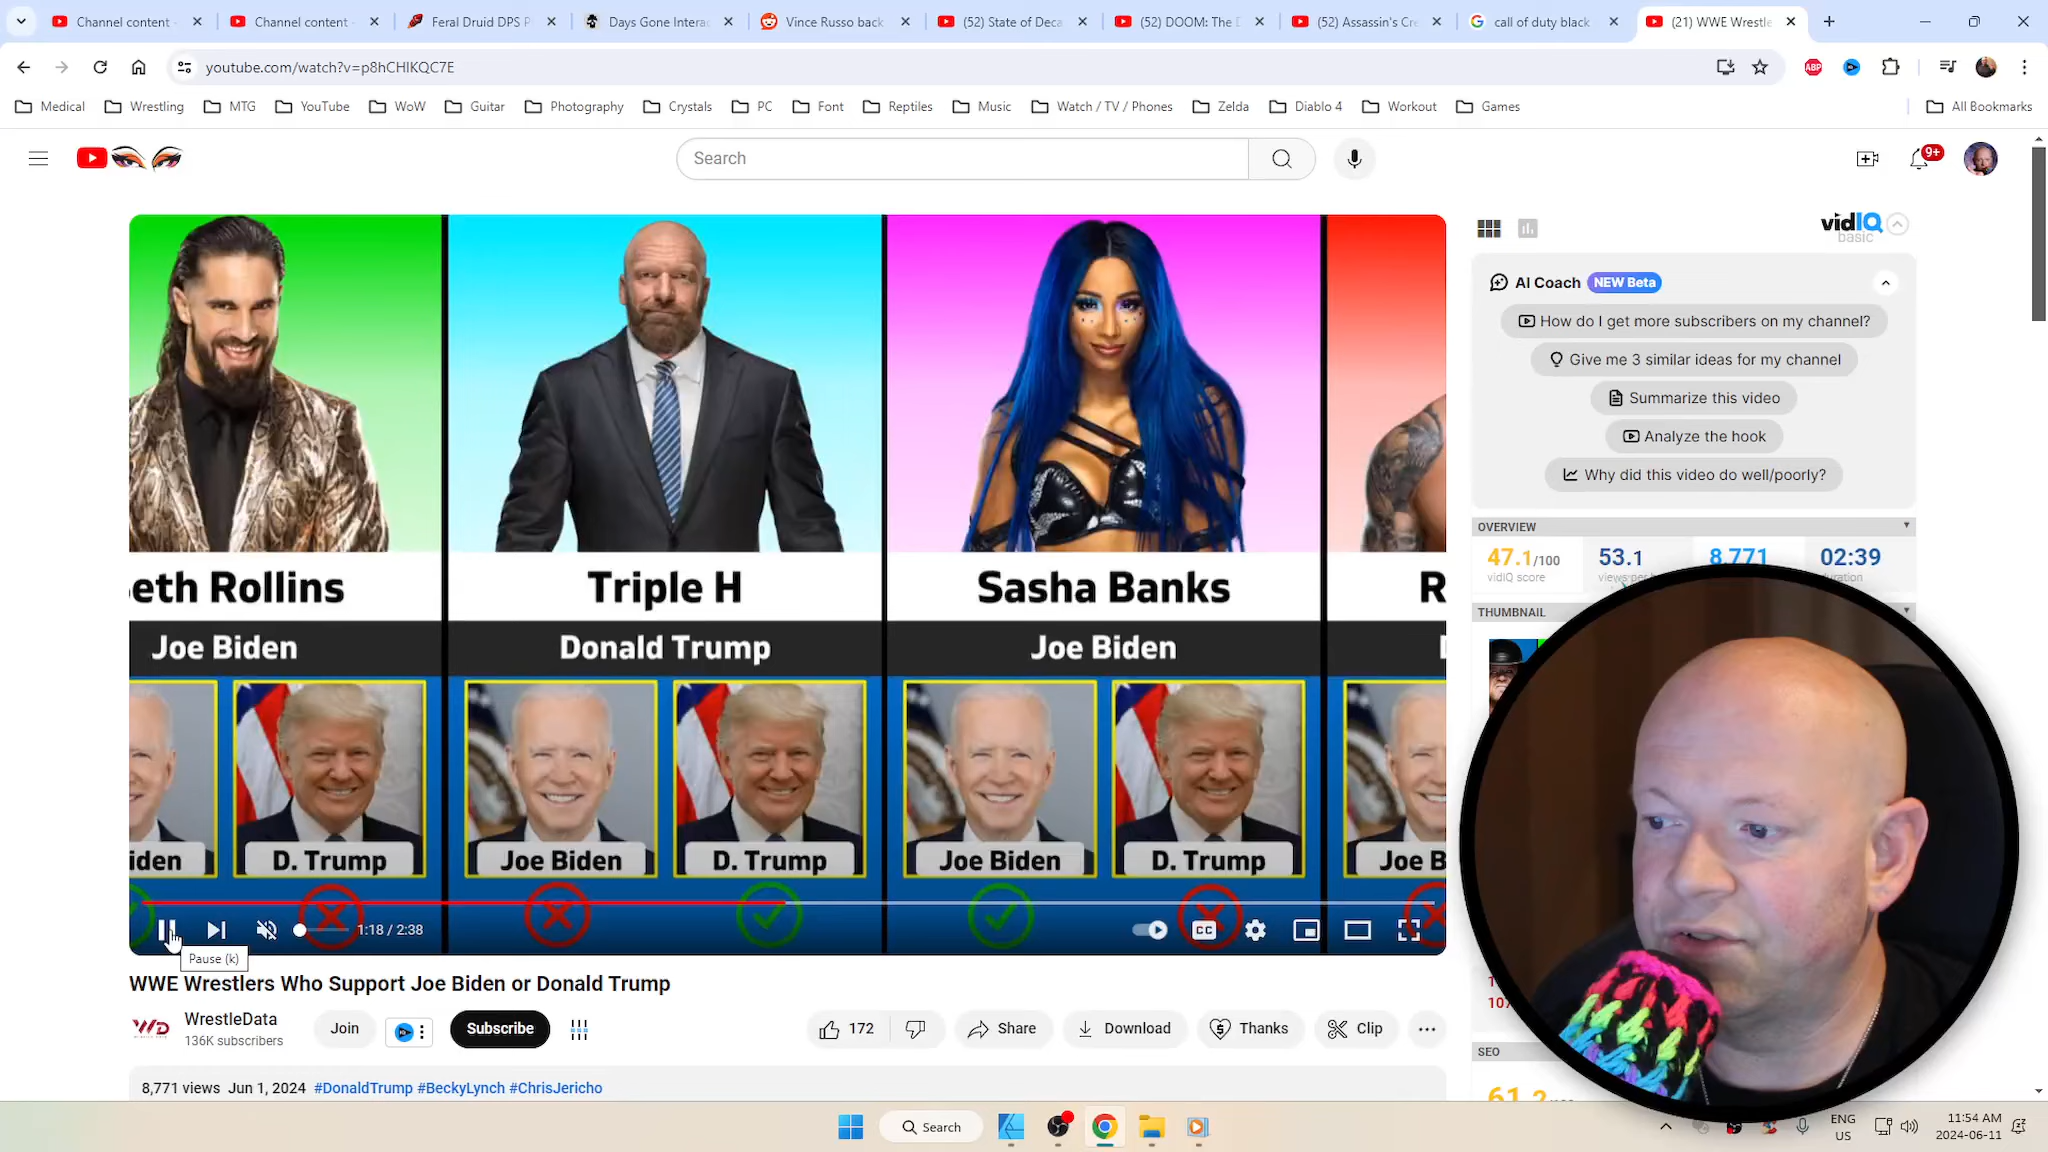 Channel content
Channel content
Feral Druid DPS P
Days Gone Interac
Vince Russo back
(52) State of Deca
(52) DOOM: The D
(52) Assassin's Cre
call of duty black
(21) WWE Wrestle
youtube.com/watch?v=p8hCHIKQC7E
ABP
Medical Wrestling MTG YouTube WoW Guitar Photography Crystals PC Font Reptiles Music Watch / TV / Phones Zelda Diablo 4 Workout Games All Bookmarks
Search
9+
vidIQ
basic
AI Coach NEW Beta
How do I get more subscribers on my channel?
Give me 3 similar ideas for my channel
Summarize this video
Analyze the hook
Why did this video do well/poorly?
OVERVIEW
47.1/100 53.1 8,771 02:39
vidIQ score
THUMBNAIL
eth Rollins Triple H Sasha Banks R
Joe Biden Donald Trump Joe Biden
iden D. Trump Joe Biden D. Trump Joe Biden D. Trump Joe B
1:18 / 2:38
CC
Pause (k)
WWE Wrestlers Who Support Joe Biden or Donald Trump
WD
WrestleData
136K subscribers
Join
Subscribe
172 Share Download Thanks Clip
107
SEO
8,771 views Jun 1, 2024 #DonaldTrump #BeckyLynch #ChrisJericho
Search
ENG
US
11:54 AM
2024-06-11